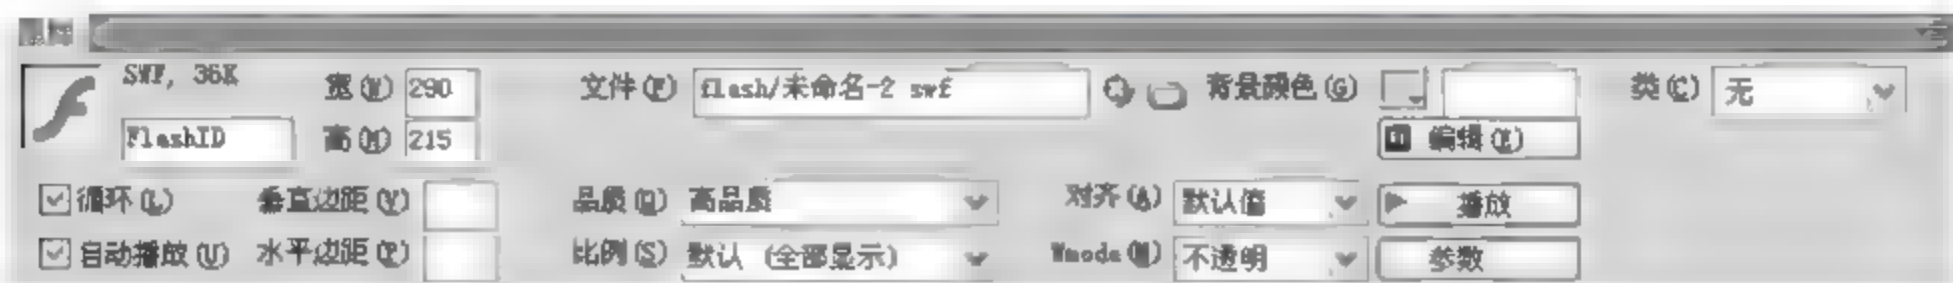 SWF, 36K 宽(W) 290 文件(F) flash/未命名-2 swf 背景颜色(G) 类(C) 无
FlashID 高(H) 215 编辑(E)
循环(L) 垂直边距(V) 品质(Q) 高品质 对齐(A) 默认值 播放
自动播放(U) 水平边距(P) 比例(S) 默认 (全部显示) Wmode(M) 不透明 参数